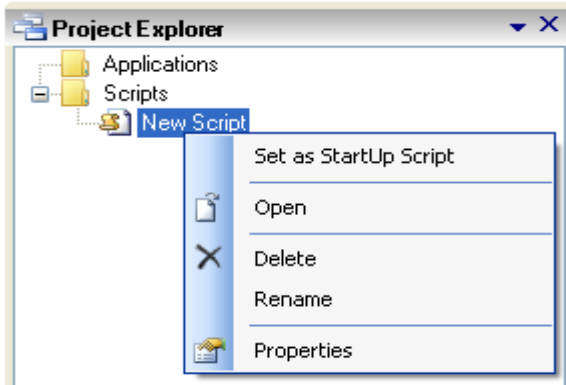 Project Explorer
Applications
Scripts
New Script
Set as StartUp Script
Open
Delete
Rename
Properties